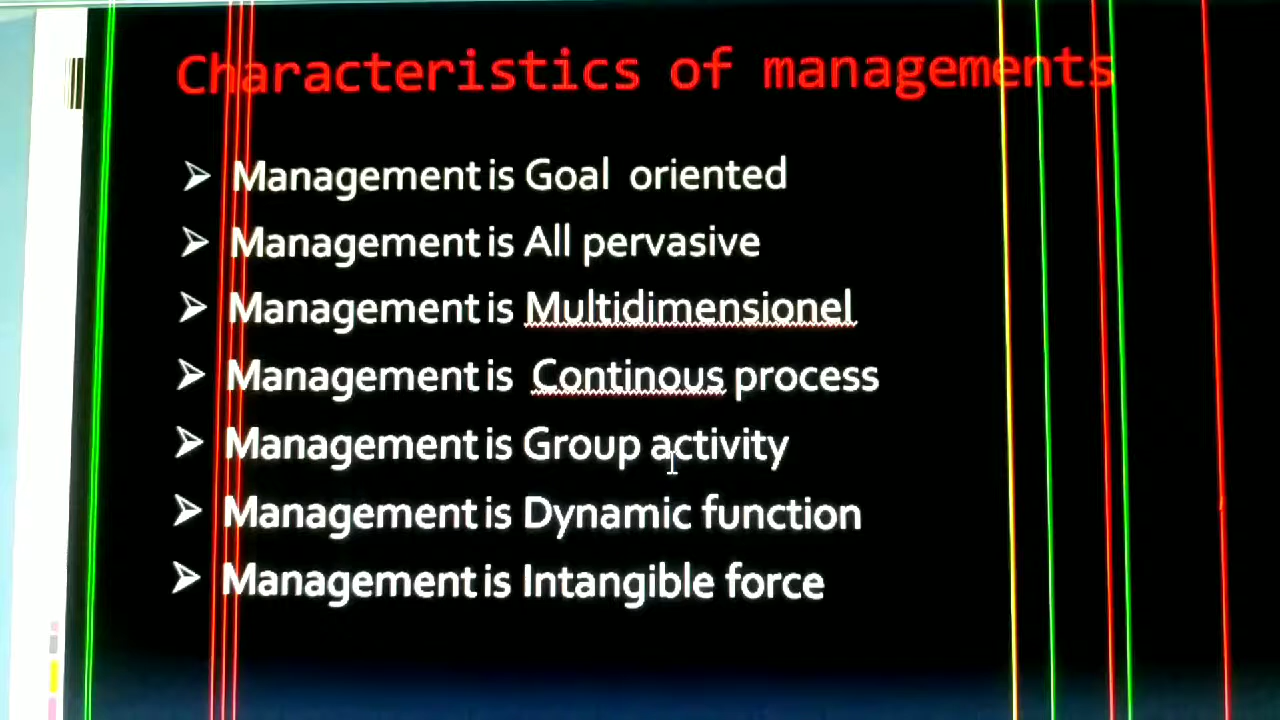 Characteristics of managements
Management is Goal oriented
Management is All pervasive
Management is Multidimensionel
Management is Continous process
Management is Group activity
Management is Dynamic function
Management is Intangible force